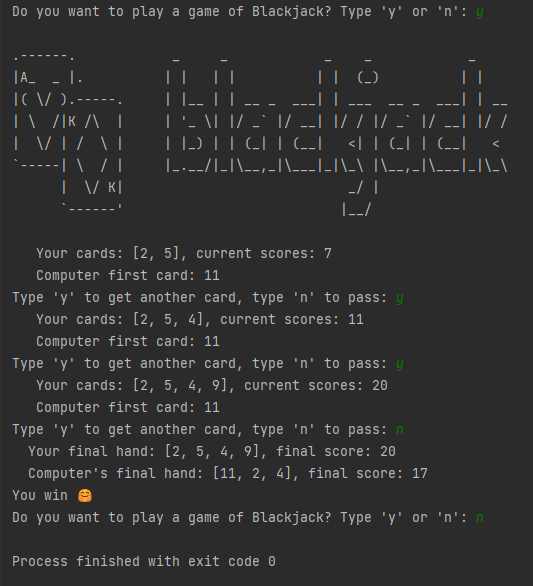 Do you want to play a game of Blackjack? Type 'y' or 'n': y
.------.            _     _            _    _            _
|A_  _ |.          | |   | |          | |  (_)          | |
|( \/ ).-----.     | |__ | | __ _  ___| | ___  __ _  ___| | __
| \  /|K /\  |     | '_ \| |/ _` |/ __| |/ / |/ _` |/ __| |/ /
|  \/ | /  \ |     | |_) | | (_| | (__|   <| | (_| | (__|   <
`-----| \  / |     |_.__/|_|\__,_|\___|_|\_\ |\__,_|\___|_|\_\
      |  \/ K|                            _/ |
      `------'                           |__/
   Your cards: [2, 5], current scores: 7
   Computer first card: 11
Type 'y' to get another card, type 'n' to pass: y
   Your cards: [2, 5, 4], current scores: 11
   Computer first card: 11
Type 'y' to get another card, type 'n' to pass: y
   Your cards: [2, 5, 4, 9], current scores: 20
   Computer first card: 11
Type 'y' to get another card, type 'n' to pass: n
  Your final hand: [2, 5, 4, 9], final score: 20
  Computer's final hand: [11, 2, 4], final score: 17
You win 🤗
Do you want to play a game of Blackjack? Type 'y' or 'n': n
Process finished with exit code 0